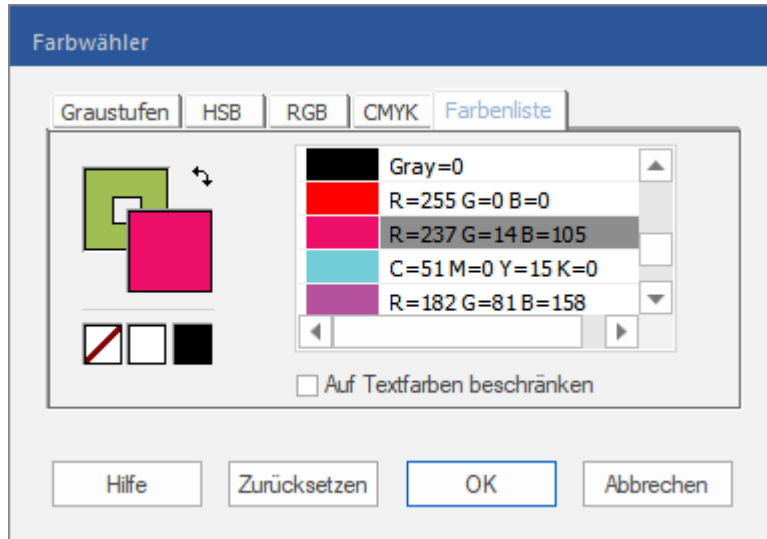 Farbwähler
Graustufen HSB RGB CMYK Farbenliste
Gray=0
R=255 G=0 B=0
R=237 G=14 B=105
C=51 M=0 Y=15 K=0
R=182 G=81 B=158
Auf Textfarben beschränken
Hilfe Zurücksetzen OK Abbrechen